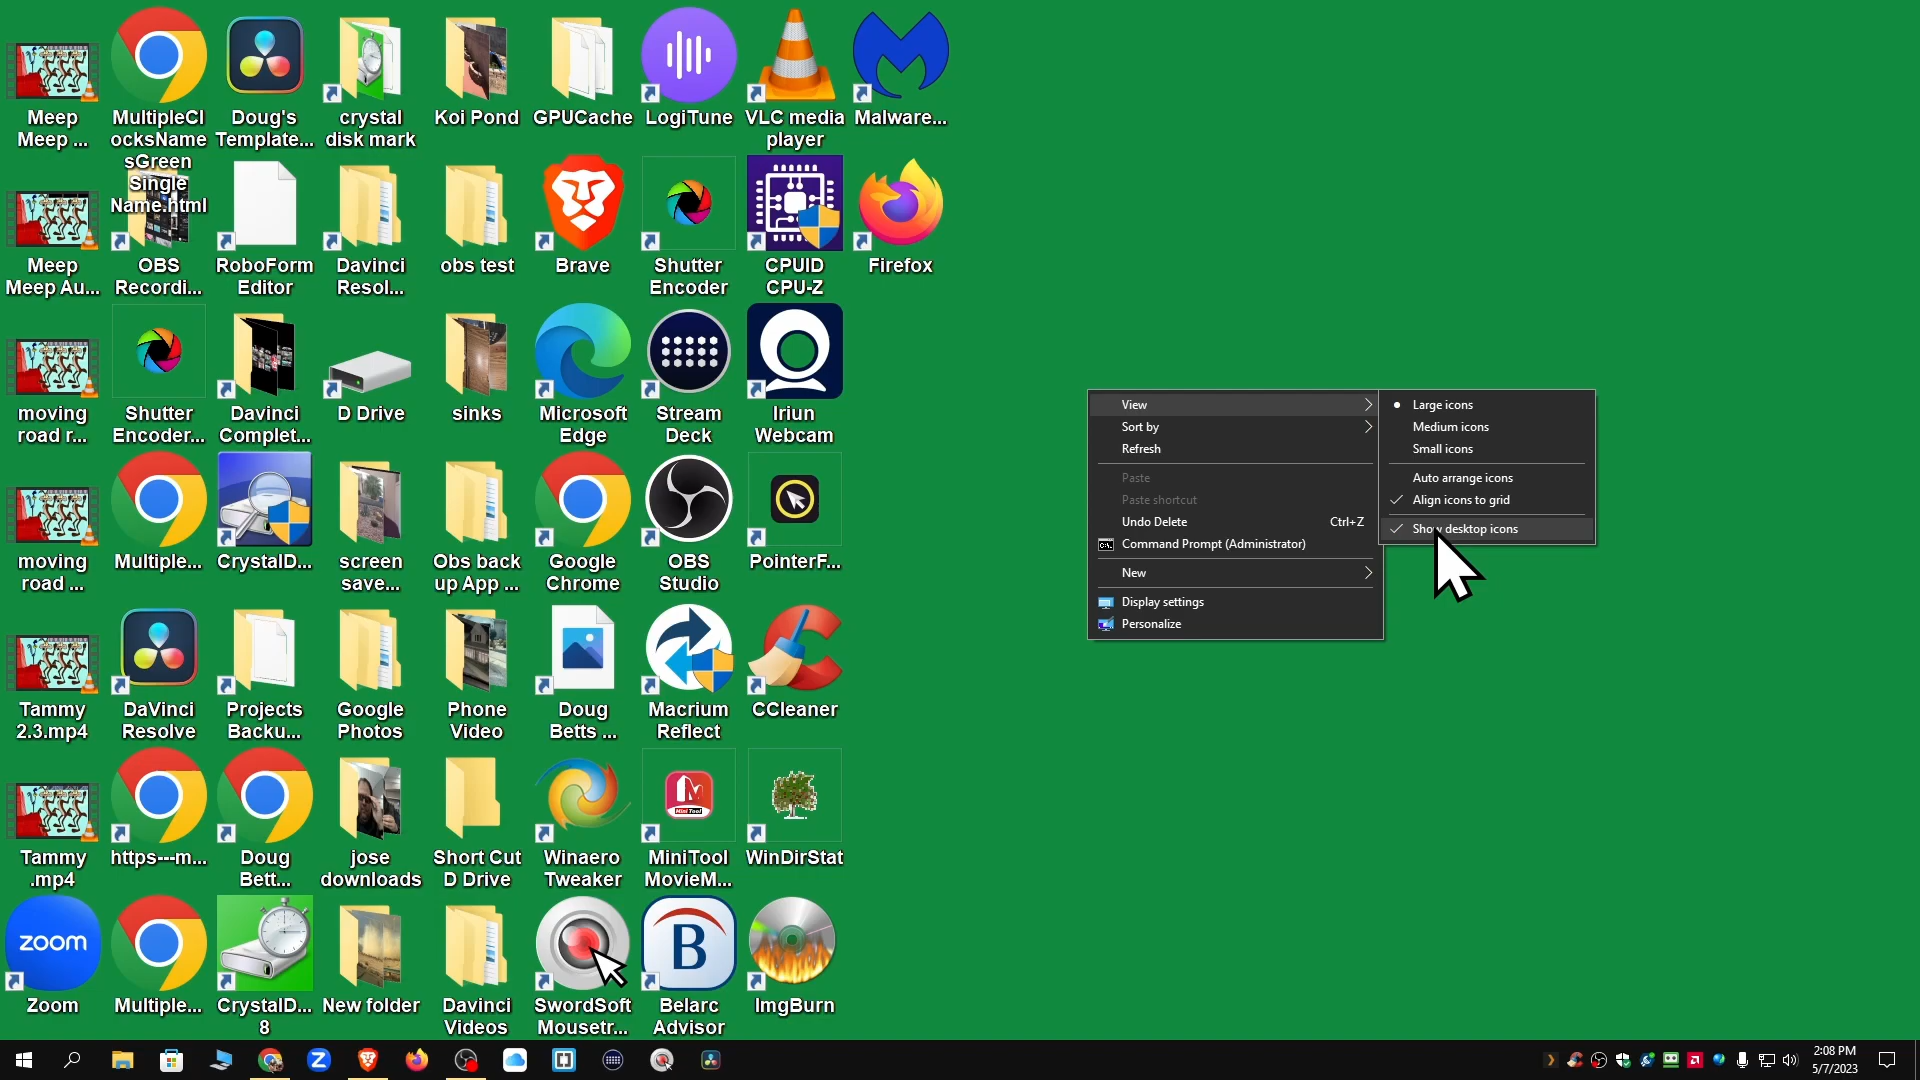 Meep
Meep ...
MultipleCl
ocksName
sGreen
Single
Name.html
Doug's
Template...
crystal
disk mark
Koi Pond
GPUCache
LogiTune
VLC media
player
Malware...
Meep
Meep Au...
OBS
Recordi...
RoboForm
Editor
Davinci
Resol...
obs test
Brave
Shutter
Encoder
CPUID
CPU-Z
Firefox
moving
road r...
Shutter
Encoder...
Davinci
Complet...
D Drive
sinks
Microsoft
Edge
Stream
Deck
Iriun
Webcam
moving
road ...
Multiple...
CrystalD...
screen
save...
Obs back
up App ...
Google
Chrome
OBS
Studio
PointerF...
Tammy
2.3.mp4
DaVinci
Resolve
Projects
Backu...
Google
Photos
Phone
Video
Doug
Betts ...
Macrium
Reflect
CCleaner
Tammy
.mp4
https---m...
Doug
Bett...
jose
downloads
Short Cut
D Drive
Winaero
Tweaker
Mini Tool
MiniTool
MovieM...
WinDirStat
zoom
Zoom
Multiple...
CrystalD...
8
New folder
Davinci
Videos
SwordSoft
Mousetr...
B
Belarc
Advisor
ImgBurn
View
Sort by
Refresh
Paste
Paste shortcut
Undo Delete Ctrl+Z
Command Prompt (Administrator)
New
Display settings
Personalize
Large icons
Medium icons
Small icons
Auto arrange icons
Align icons to grid
Show desktop icons
2:08 PM
5/7/2023